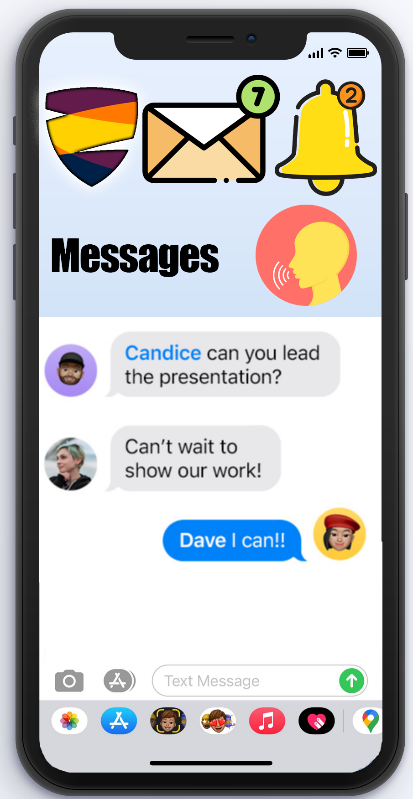 7
2
Messages
Candice can you lead
the presentation?
Can't wait to
show our work!
Dave I can!!
Text Message